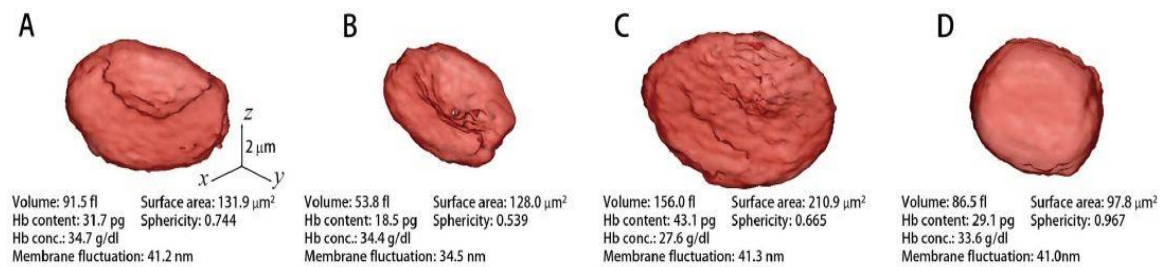 A
B
C
D
z
2 μm
x
y
Volume: 91.5 fl Surface area: 131.9 μm²
Hb content: 31.7 pg Sphericity: 0.744
Hb conc.: 34.7 g/dl
Membrane fluctuation: 41.2 nm
Volume: 53.8 fl Surface area: 128.0 μm²
Hb content: 18.5 pg Sphericity: 0.539
Hb conc.: 34.4 g/dl
Membrane fluctuation: 34.5 nm
Volume: 156.0 fl Surface area: 210.9 μm²
Hb content: 43.1 pg Sphericity: 0.665
Hb conc.: 27.6 g/dl
Membrane fluctuation: 41.3 nm
Volume: 86.5 fl Surface area: 97.8 μm²
Hb content: 29.1 pg Sphericity: 0.967
Hb conc.: 33.6 g/dl
Membrane fluctuation: 41.0nm